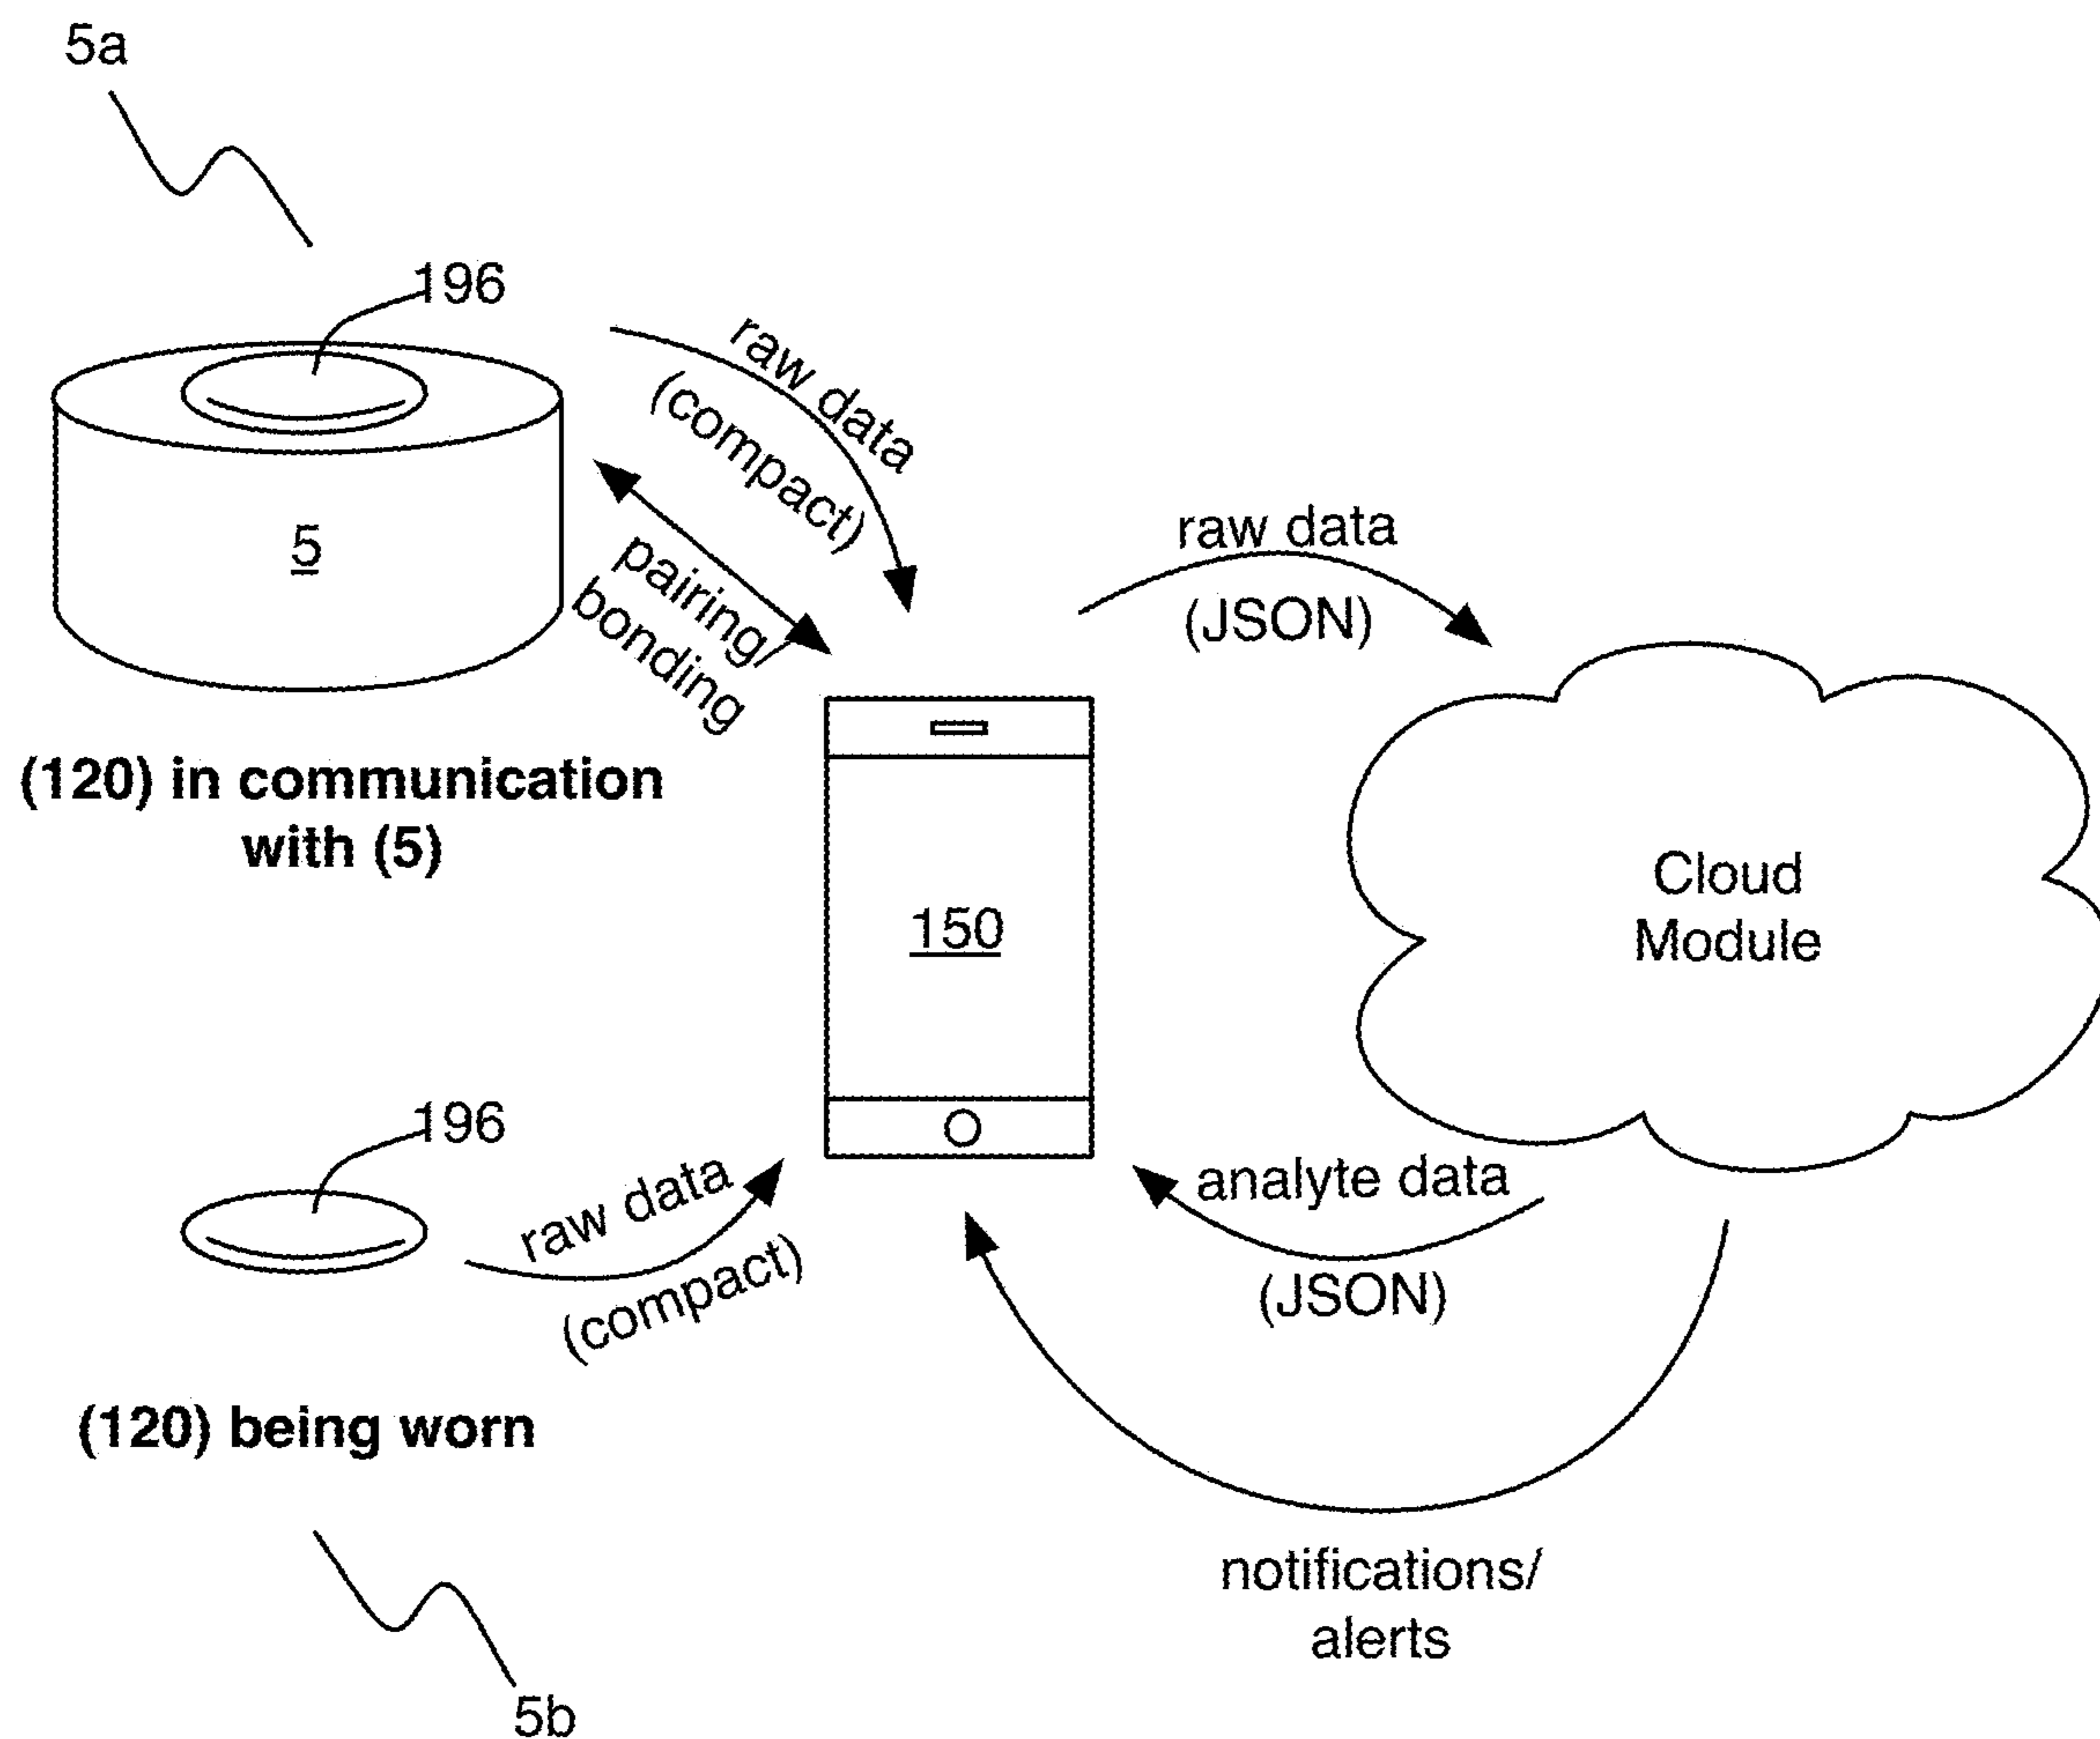 5a
196
raw data
(compact)
5
pairing/
bonding
raw data
(JSON)
(120) in communication
with (5)
150
Cloud
Module
196
raw data
(compact)
analyte data
(JSON)
(120) being worn
notifications/
alerts
5b